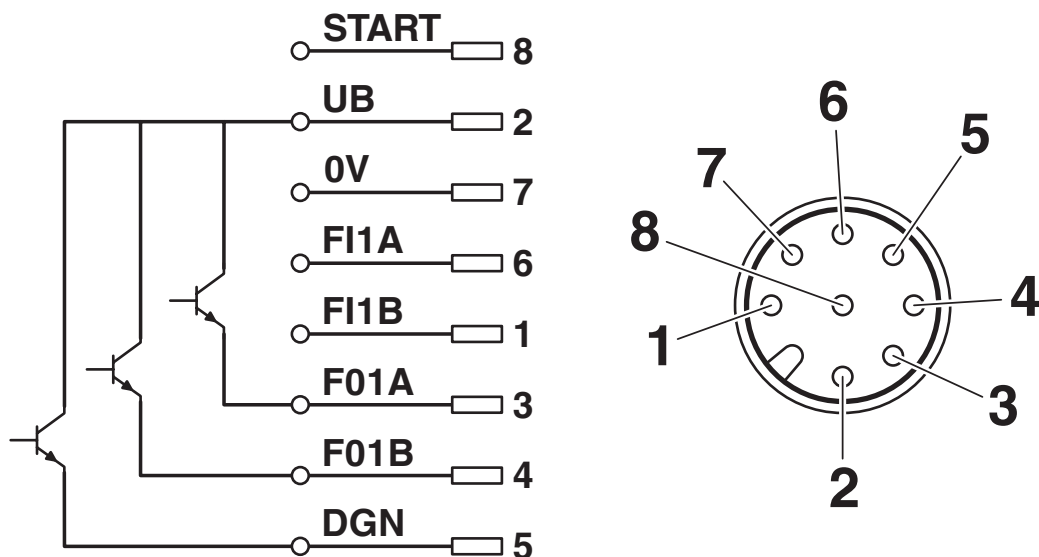 START 8
UB 2
0V 7
FI1A 6
FI1B 1
F01A 3
F01B 4
DGN 5
6
5
7
8
4
1
3
2